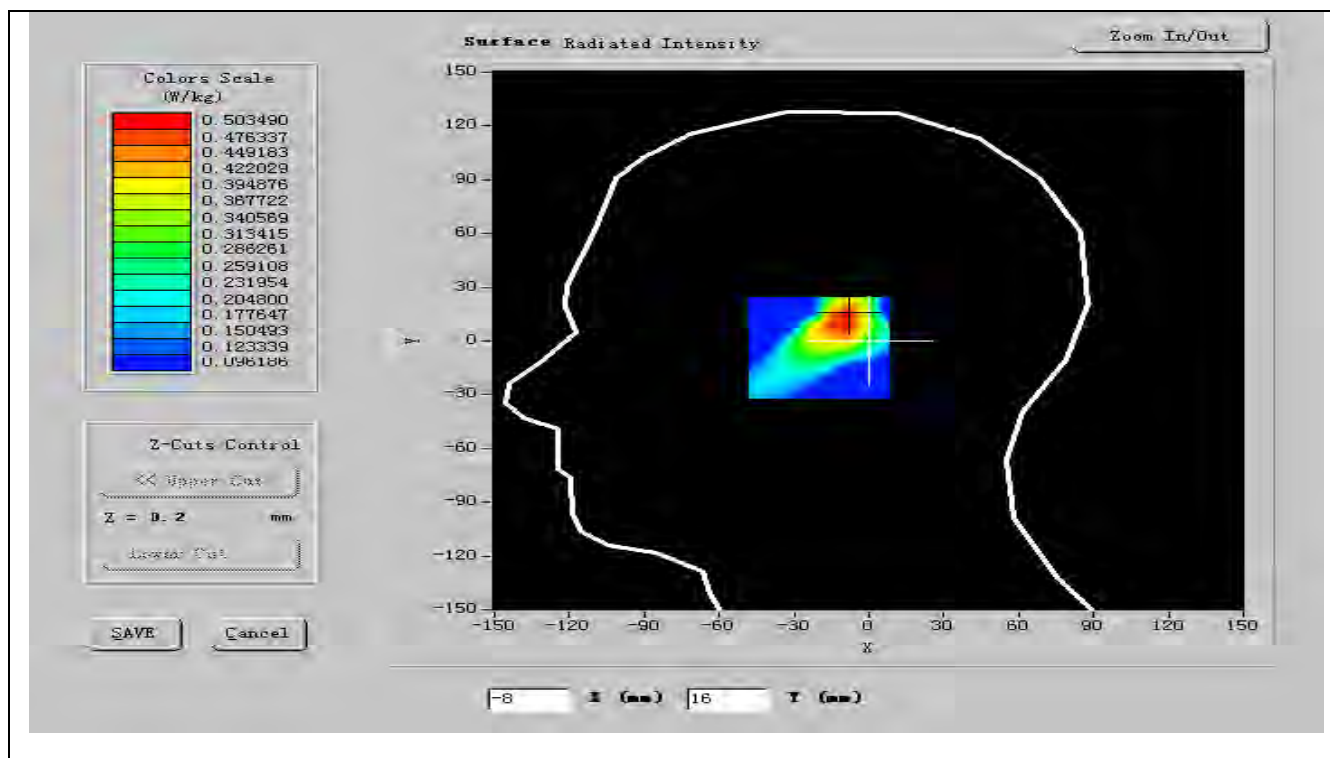 Surface Radiated Intensity
Zoom In/Out
Colors Scale
(W/kg)
0.503490
0.476337
0.449183
0.422029
0.394876
0.367722
0.340569
0.313415
0.286261
0.259108
0.231954
0.204800
0.177647
0.150493
0.123339
0.096186
Z-Cuts Control
<< Upper Cut
Z = 0.2 mm
Lower Cut
SAVE
Cancel
150
120
90
60
30
0
-30
-60
-90
-120
-150
Y
-150 -120 -90 -60 -30 0 30 60 90 120 150
X
-8 X (mm) 16 Y (mm)